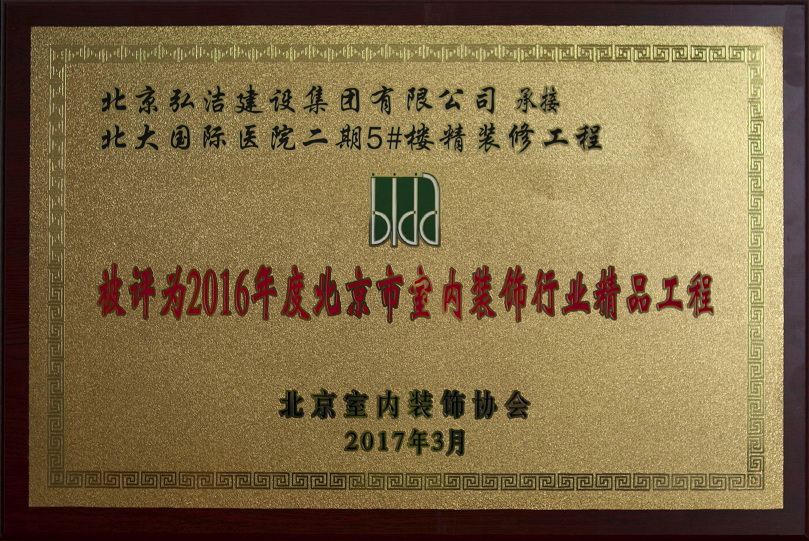 北京弘洁建设集团有限公司 承接
北大国际医院二期5#楼精装修工程
bida
被评为2016年度北京市室内装饰行业精品工程
北京室内装饰协会
2017年3月